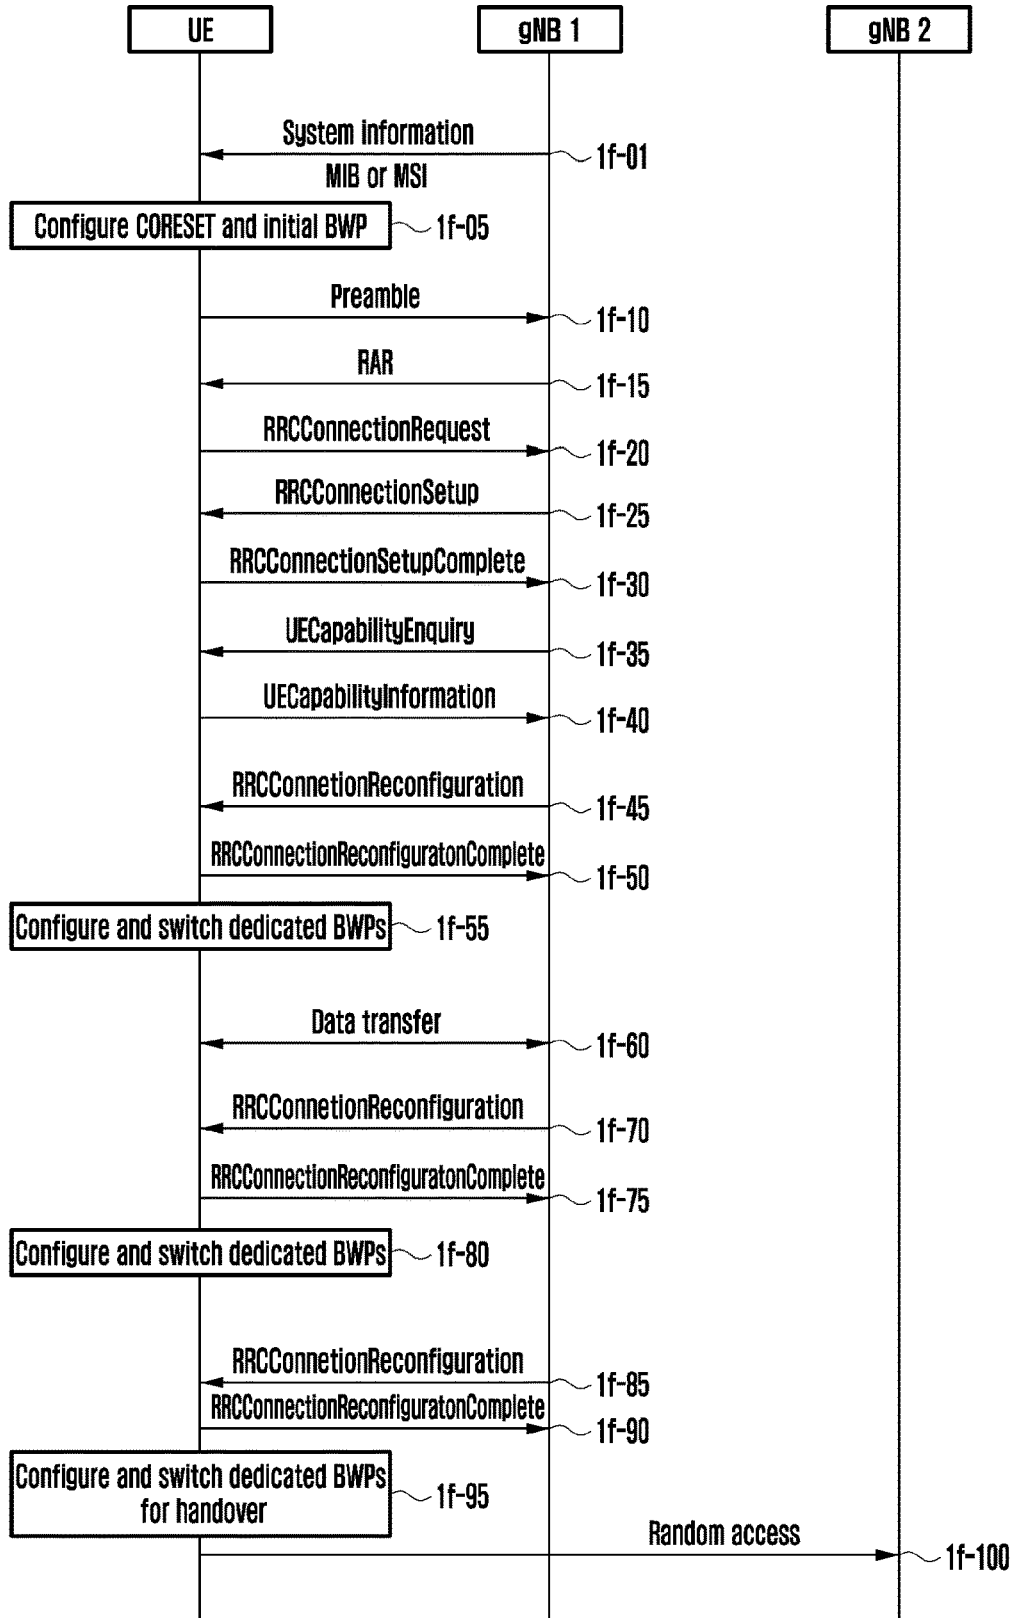 UE
gNB 1
gNB 2
System information
1f-01
MIB or MSI
Configure CORESET and initial BWP
1f-05
Preamble
1f-10
RAR
1f-15
RRCConnectionRequest
1f-20
RRCConnectionSetup
1f-25
RRCConnectionSetupComplete
1f-30
UECapabilityEnquiry
1f-35
UECapabilityInformation
1f-40
RRCConnetionReconfiguration
1f-45
RRCConnectionReconfiguratonComplete
1f-50
Configure and switch dedicated BWPs
1f-55
Data transfer
1f-60
RRCConnetionReconfiguration
1f-70
RRCConnectionReconfiguratonComplete
1f-75
Configure and switch dedicated BWPs
1f-80
RRCConnetionReconfiguration
1f-85
RRCConnectionReconfiguratonComplete
1f-90
Configure and switch dedicated BWPs
for handover
1f-95
Random access
1f-100